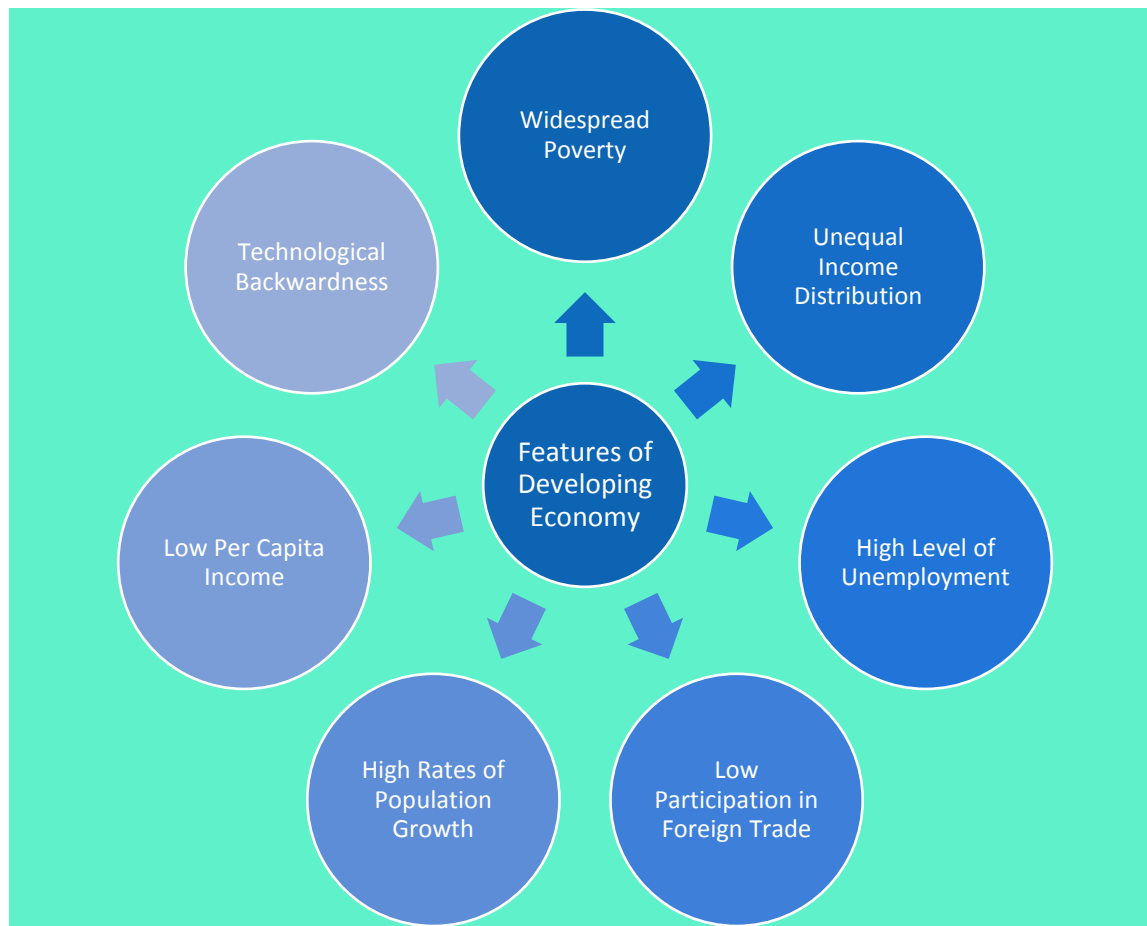 Widespread
Poverty
Unequal
Income
Distribution
High Level of
Unemployment
Low
Participation in
Foreign Trade
High Rates of
Population
Growth
Low Per Capita
Income
Technological
Backwardness
Features of
Developing
Economy